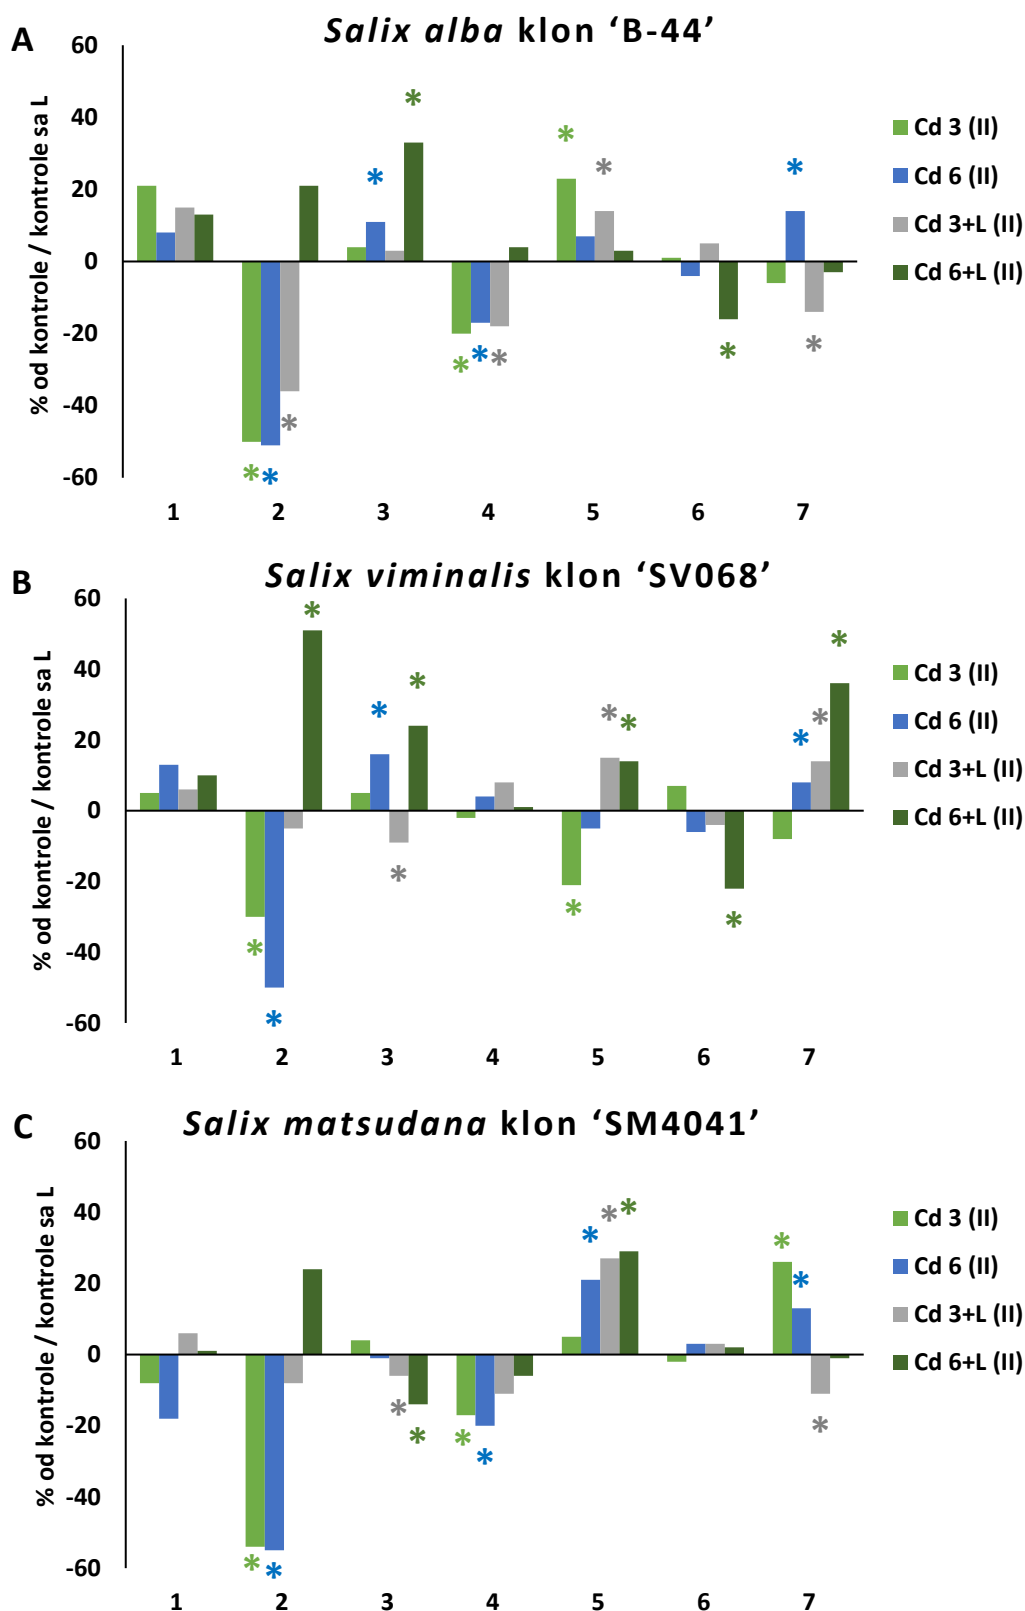 A
Salix alba klon ‘B-44’
% od kontrole / kontrole sa L
60
40
20
0
-20
-40
-60
1 2 3 4 5 6 7
Cd 3 (II)
Cd 6 (II)
Cd 3+L (II)
Cd 6+L (II)
* * * * * * * * * * * * *
B
Salix viminalis klon ‘SV068’
% od kontrole / kontrole sa L
60
40
20
0
-20
-40
-60
1 2 3 4 5 6 7
Cd 3 (II)
Cd 6 (II)
Cd 3+L (II)
Cd 6+L (II)
* * * * * * * * * * * * *
C
Salix matsudana klon ‘SM4041’
% od kontrole / kontrole sa L
60
40
20
0
-20
-40
-60
1 2 3 4 5 6 7
Cd 3 (II)
Cd 6 (II)
Cd 3+L (II)
Cd 6+L (II)
* * * * * * * * * * * *